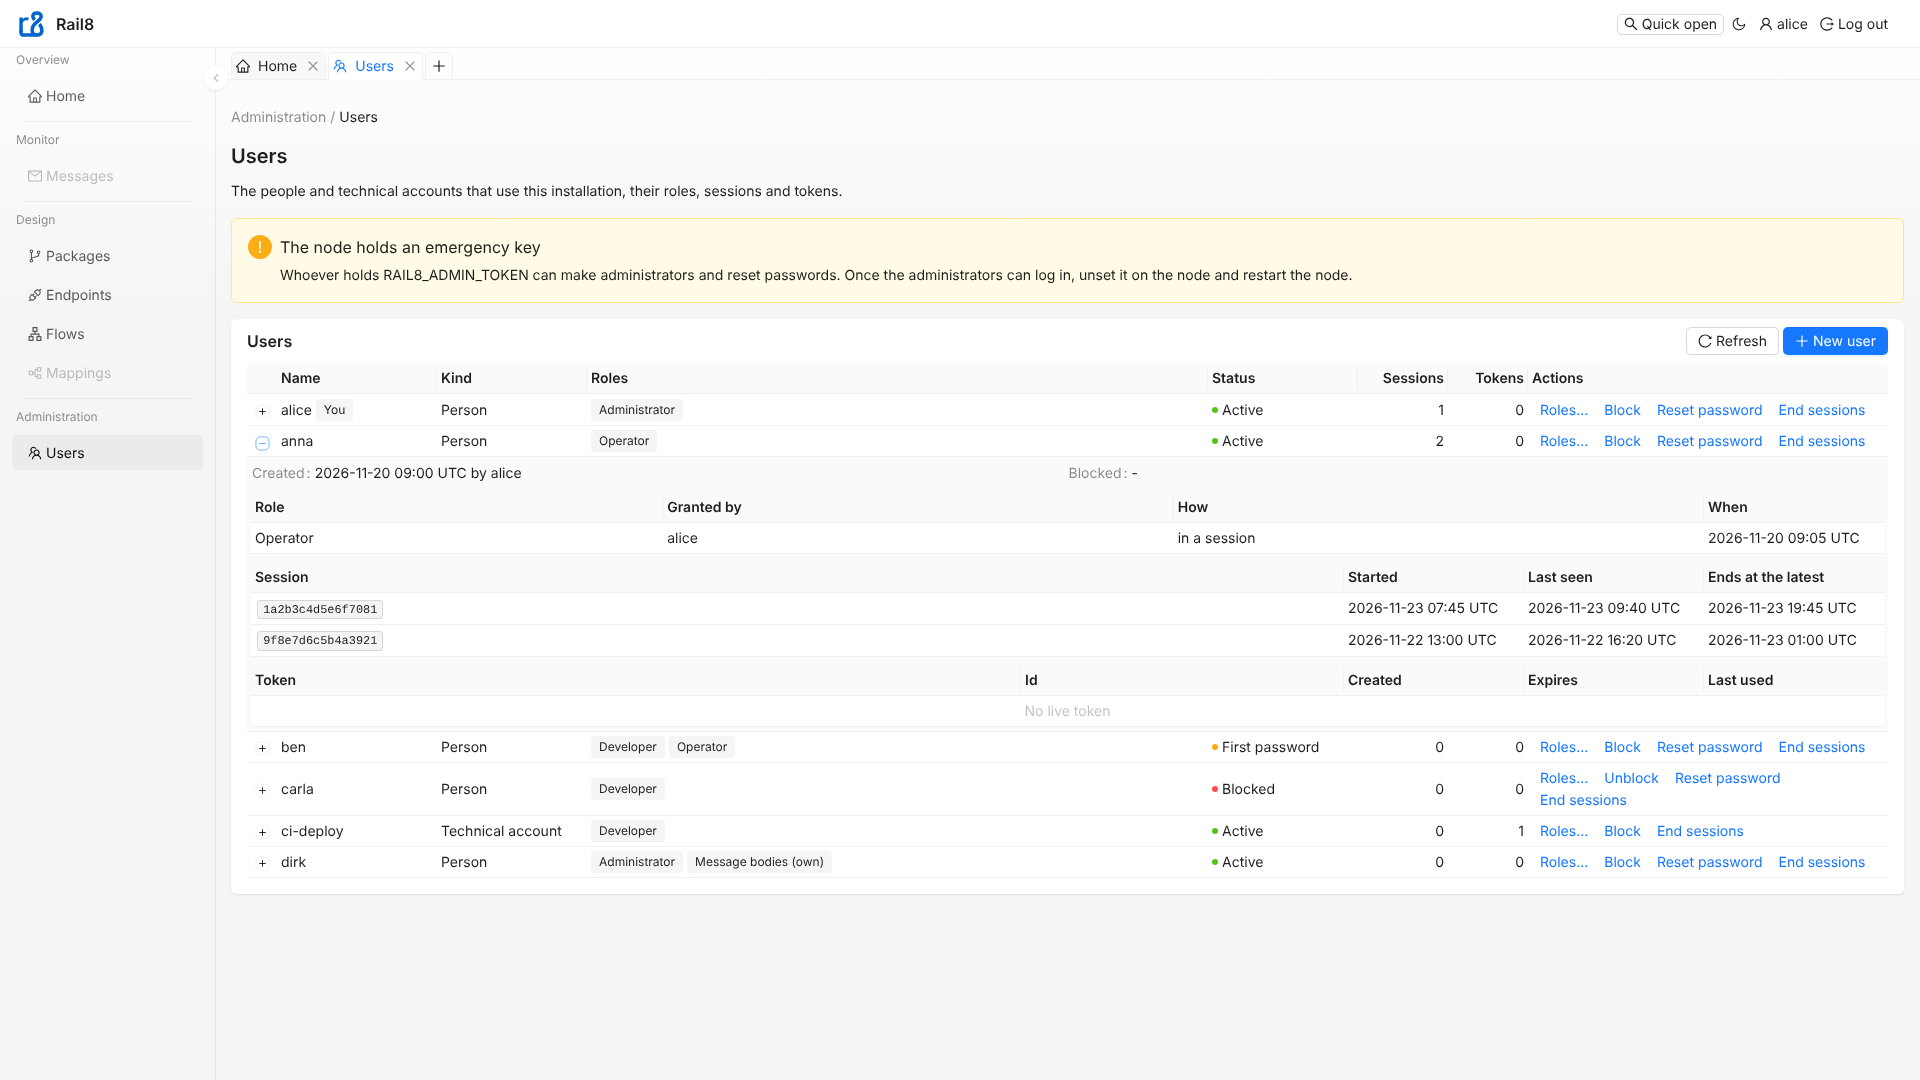 Rail8
Quick open alice Log out
Overview
Home
Monitor
Messages
Design
Packages
Endpoints
Flows
Mappings
Administration
Users
Home Users
Administration / Users
Users
The people and technical accounts that use this installation, their roles, sessions and tokens.
The node holds an emergency key
Whoever holds RAIL8_ADMIN_TOKEN can make administrators and reset passwords. Once the administrators can log in, unset it on the node and restart the node.
Users Refresh New user
Name Kind Roles Status Sessions Tokens Actions
alice You Person Administrator Active 1 0 Roles... Block Reset password End sessions
anna Person Operator Active 2 0 Roles... Block Reset password End sessions
Created: 2026-11-20 09:00 UTC by alice Blocked: -
Role Granted by How When
Operator alice in a session 2026-11-20 09:05 UTC
Session Started Last seen Ends at the latest
1a2b3c4d5e6f7081 2026-11-23 07:45 UTC 2026-11-23 09:40 UTC 2026-11-23 19:45 UTC
9f8e7d6c5b4a3921 2026-11-22 13:00 UTC 2026-11-22 16:20 UTC 2026-11-23 01:00 UTC
Token Id Created Expires Last used
No live token
ben Person Developer Operator First password 0 0 Roles... Block Reset password End sessions
carla Person Developer Blocked 0 0 Roles... Unblock Reset password
End sessions
ci-deploy Technical account Developer Active 0 1 Roles... Block End sessions
dirk Person Administrator Message bodies (own) Active 0 0 Roles... Block Reset password End sessions